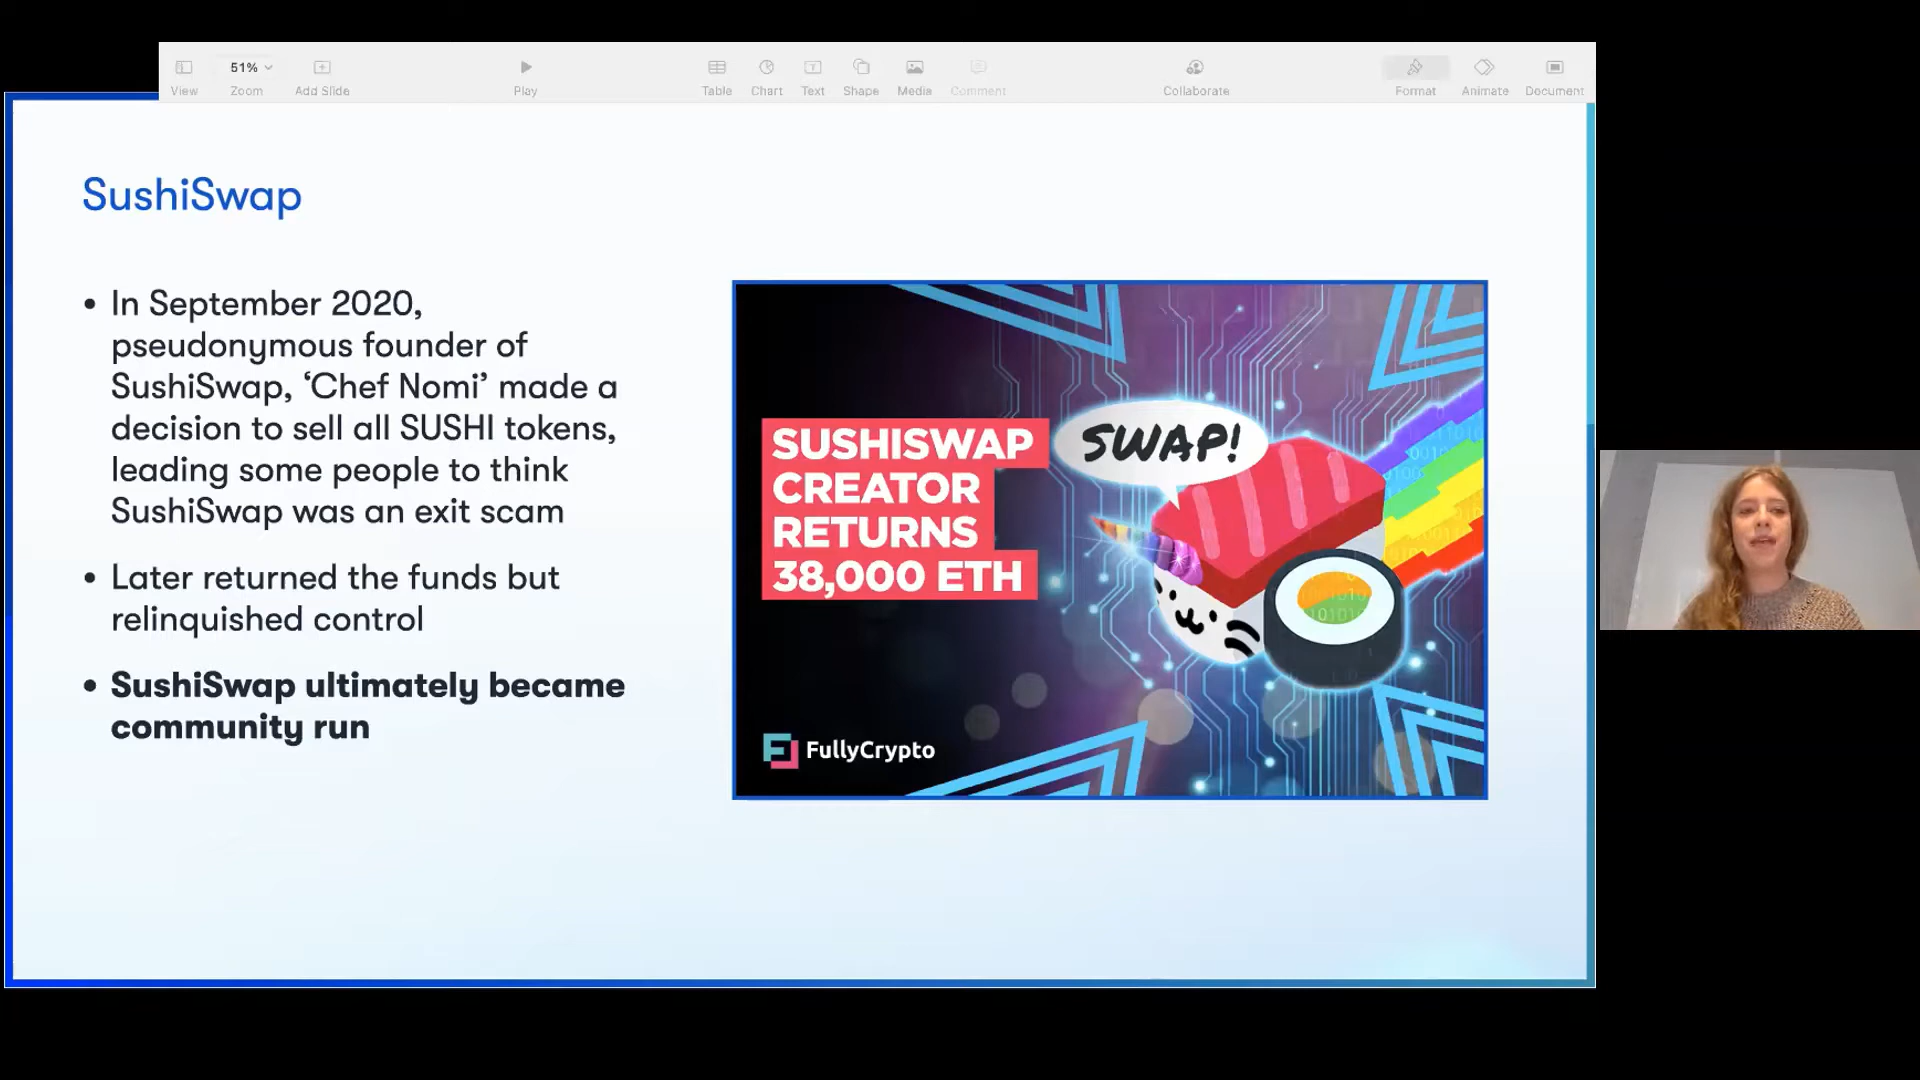 51%
View
Zoom
Add Slide
Play
Table
Chart
Text
Shape
Media
Comment
Collaborate
Format
Animate
Document
SushiSwap
• In September 2020,
pseudonymous founder of
SushiSwap, ‘Chef Nomi’ made a
decision to sell all SUSHI tokens,
leading some people to think
SushiSwap was an exit scam
• Later returned the funds but
relinquished control
• SushiSwap ultimately became
community run
SWAP!
SUSHISWAP
CREATOR
RETURNS
38,000 ETH
FullyCrypto